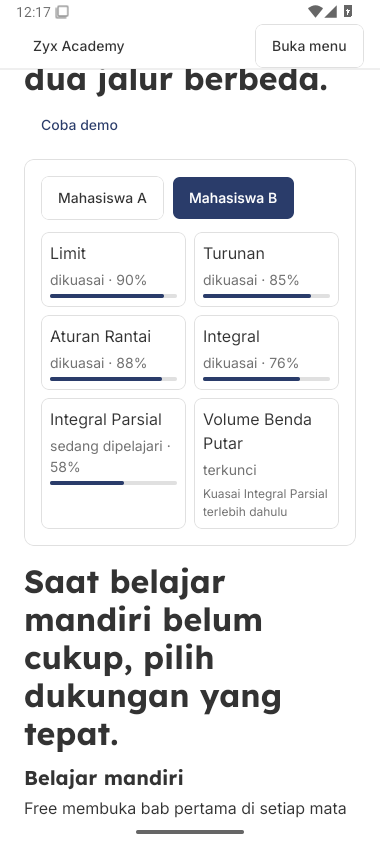 12:17
Zyx Academy
Buka menu
dua jalur berbeda.
Coba demo
Mahasiswa A
Mahasiswa B
Limit
dikuasai · 90%
Turunan
dikuasai · 85%
Aturan Rantai
dikuasai · 88%
Integral
dikuasai · 76%
Integral Parsial
sedang dipelajari ·
58%
Volume Benda
Putar
terkunci
Kuasai Integral Parsial
terlebih dahulu
Saat belajar
mandiri belum
cukup, pilih
dukungan yang
tepat.
Belajar mandiri
Free membuka bab pertama di setiap mata